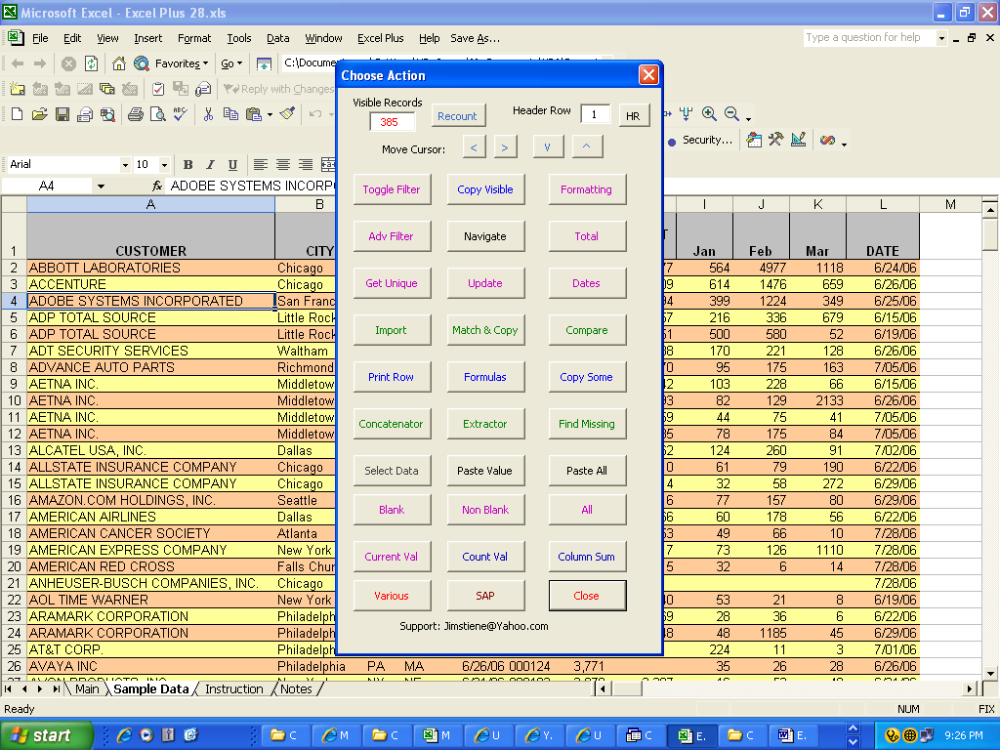 Microsoft Excel - Excel Plus 28.xls
File Edit View Insert Format Tools Data Window Excel Plus Help Save As... Type a question for help
Favorites Go C:\Docume
Reply with Changes
Security...
Arial 10 B I U
A4 fx ADOBE SYSTEMS INCORP
Choose Action
Visible Records
385 Recount Header Row 1 HR
Move Cursor: < > v ^
Toggle Filter Copy Visible Formatting
Adv Filter Navigate Total
Get Unique Update Dates
Import Match & Copy Compare
Print Row Formulas Copy Some
Concatenator Extractor Find Missing
Select Data Paste Value Paste All
Blank Non Blank All
Current Val Count Val Column Sum
Various SAP Close
Support: Jimstiene@Yahoo.com
A B I J K L M
1 CUSTOMER CITY Jan Feb Mar DATE
2 ABBOTT LABORATORIES Chicago 77 564 4977 1118 6/24/06
3 ACCENTURE Chicago 09 614 1476 659 6/26/06
4 ADOBE SYSTEMS INCORPORATED San Franc 94 399 1224 349 6/25/06
5 ADP TOTAL SOURCE Little Rock 57 216 336 679 6/15/06
6 ADP TOTAL SOURCE Little Rock 51 500 580 52 6/19/06
7 ADT SECURITY SERVICES Waltham 38 170 221 128 6/26/06
8 ADVANCE AUTO PARTS Richmond 70 95 175 163 7/05/06
9 AETNA INC. Middletow 42 103 228 66 6/15/06
10 AETNA INC. Middletow 93 82 129 2133 6/26/06
11 AETNA INC. Middletow 59 44 75 41 7/05/06
12 AETNA INC. Middletow 35 78 175 84 7/05/06
13 ALCATEL USA, INC. Dallas 52 124 260 91 7/02/06
14 ALLSTATE INSURANCE COMPANY Chicago 0 61 79 190 6/22/06
15 ALLSTATE INSURANCE COMPANY Chicago 4 32 58 272 6/29/06
16 AMAZON.COM HOLDINGS, INC. Seattle 6 77 157 80 6/29/06
17 AMERICAN AIRLINES Dallas 56 60 178 56 6/22/06
18 AMERICAN CANCER SOCIETY Atlanta 53 49 66 10 7/28/06
19 AMERICAN EXPRESS COMPANY New York 7 73 126 1110 7/28/06
20 AMERICAN RED CROSS Falls Chur 5 32 6 14 7/28/06
21 ANHEUSER-BUSCH COMPANIES, INC. Chicago 7/28/06
22 AOL TIME WARNER New York 40 53 21 8 6/19/06
23 ARAMARK CORPORATION Philadelph 59 28 36 6 6/22/06
24 ARAMARK CORPORATION Philadelph 48 48 1185 45 6/29/06
25 AT&T CORP. Philadelph 224 11 3 7/01/06
26 AVAYA INC Philadelphia PA MA 6/26/06 000124 3,771 35 26 28 6/26/06
Main Sample Data Instruction Notes
Ready NUM FIX
start C C M U Y. U C E. C E. 9:26 PM